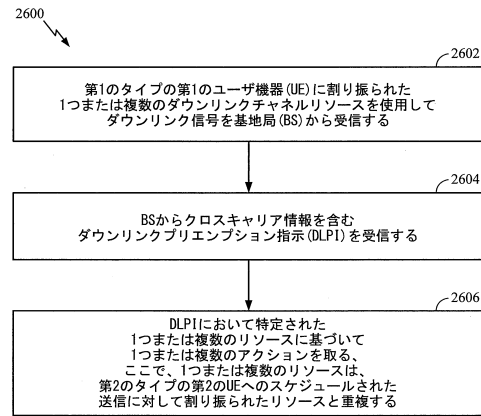 2600
2602
第1のタイプの第1のユーザ機器(UE)に割り振られた
1つまたは複数のダウンリンクチャネルリソースを使用して
ダウンリンク信号を基地局(BS)から受信する
2604
BSからクロスキャリア情報を含む
ダウンリンクプリエンプション指示(DLPI)を受信する
2606
DLPIにおいて特定された
1つまたは複数のリソースに基づいて
1つまたは複数のアクションを取る、
ここで、1つまたは複数のリソースは、
第2のタイプの第2のUEへのスケジュールされた
送信に対して割り振られたリソースと重複する